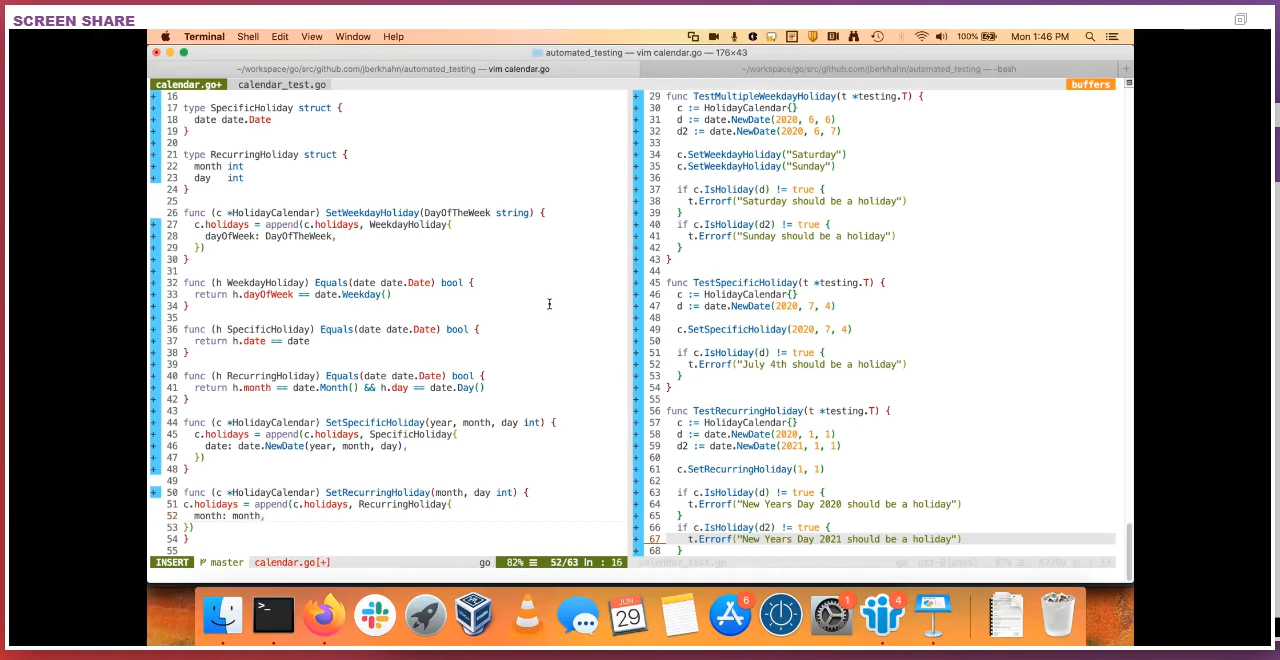 SCREEN SHARE
Terminal Shell Edit View Window Help 100% Mon 1:46 PM
automated_testing — vim calendar.go — 176×43
~/workspace/go/src/github.com/jberkhahn/automated_testing — vim calendar.go
~/workspace/go/src/github.com/jberkhahn/automated_testing — -bash
calendar.go+ calendar_test.go buffers
+ 16
+ 17 type SpecificHoliday struct {
+ 18 date date.Date
+ 19 }
+ 20
+ 21 type RecurringHoliday struct {
+ 22 month int
+ 23 day int
24 }
25
26 func (c *HolidayCalendar) SetWeekdayHoliday(DayOfTheWeek string) {
+ 27 c.holidays = append(c.holidays, WeekdayHoliday{
+ 28 dayOfWeek: DayOfTheWeek,
+ 29 })
+ 30 }
+ 31
+ 32 func (h WeekdayHoliday) Equals(date date.Date) bool {
+ 33 return h.dayOfWeek == date.Weekday()
+ 34 }
+ 35
+ 36 func (h SpecificHoliday) Equals(date date.Date) bool {
+ 37 return h.date == date
+ 38 }
+ 39
+ 40 func (h RecurringHoliday) Equals(date date.Date) bool {
+ 41 return h.month == date.Month() && h.day == date.Day()
+ 42 }
+ 43
+ 44 func (c *HolidayCalendar) SetSpecificHoliday(year, month, day int) {
+ 45 c.holidays = append(c.holidays, SpecificHoliday{
+ 46 date: date.NewDate(year, month, day),
+ 47 })
+ 48 }
49
+ 50 func (c *HolidayCalendar) SetRecurringHoliday(month, day int) {
51 c.holidays = append(c.holidays, RecurringHoliday{
52 month: month,
53 })
54 }
55
INSERT master calendar.go[+] go 82% ☰ 52/63 ln : 16
+ 29 func TestMultipleWeekdayHoliday(t *testing.T) {
+ 30 c := HolidayCalendar{}
+ 31 d := date.NewDate(2020, 6, 6)
+ 32 d2 := date.NewDate(2020, 6, 7)
+ 33
+ 34 c.SetWeekdayHoliday("Saturday")
+ 35 c.SetWeekdayHoliday("Sunday")
+ 36
+ 37 if c.IsHoliday(d) != true {
+ 38 t.Errorf("Saturday should be a holiday")
+ 39 }
+ 40 if c.IsHoliday(d2) != true {
+ 41 t.Errorf("Sunday should be a holiday")
+ 42 }
+ 43 }
+ 44
+ 45 func TestSpecificHoliday(t *testing.T) {
+ 46 c := HolidayCalendar{}
+ 47 d := date.NewDate(2020, 7, 4)
+ 48
+ 49 c.SetSpecificHoliday(2020, 7, 4)
+ 50
+ 51 if c.IsHoliday(d) != true {
+ 52 t.Errorf("July 4th should be a holiday")
+ 53 }
+ 54 }
+ 55
+ 56 func TestRecurringHoliday(t *testing.T) {
+ 57 c := HolidayCalendar{}
+ 58 d := date.NewDate(2020, 1, 1)
+ 59 d2 := date.NewDate(2021, 1, 1)
+ 60
+ 61 c.SetRecurringHoliday(1, 1)
+ 62
+ 63 if c.IsHoliday(d) != true {
+ 64 t.Errorf("New Years Day 2020 should be a holiday")
+ 65 }
+ 66 if c.IsHoliday(d2) != true {
+ 67 t.Errorf("New Years Day 2021 should be a holiday")
+ 68 }
calendar_test.go
6 JUN 29 1 4